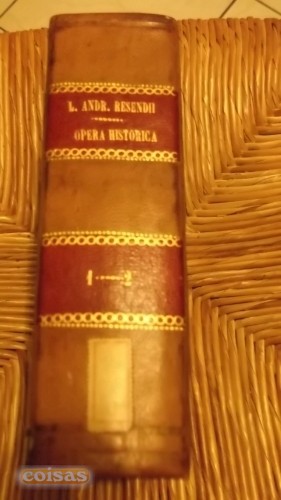 L. ANDR. RESENDII
OPERA HISTORICA
1-2
coisas